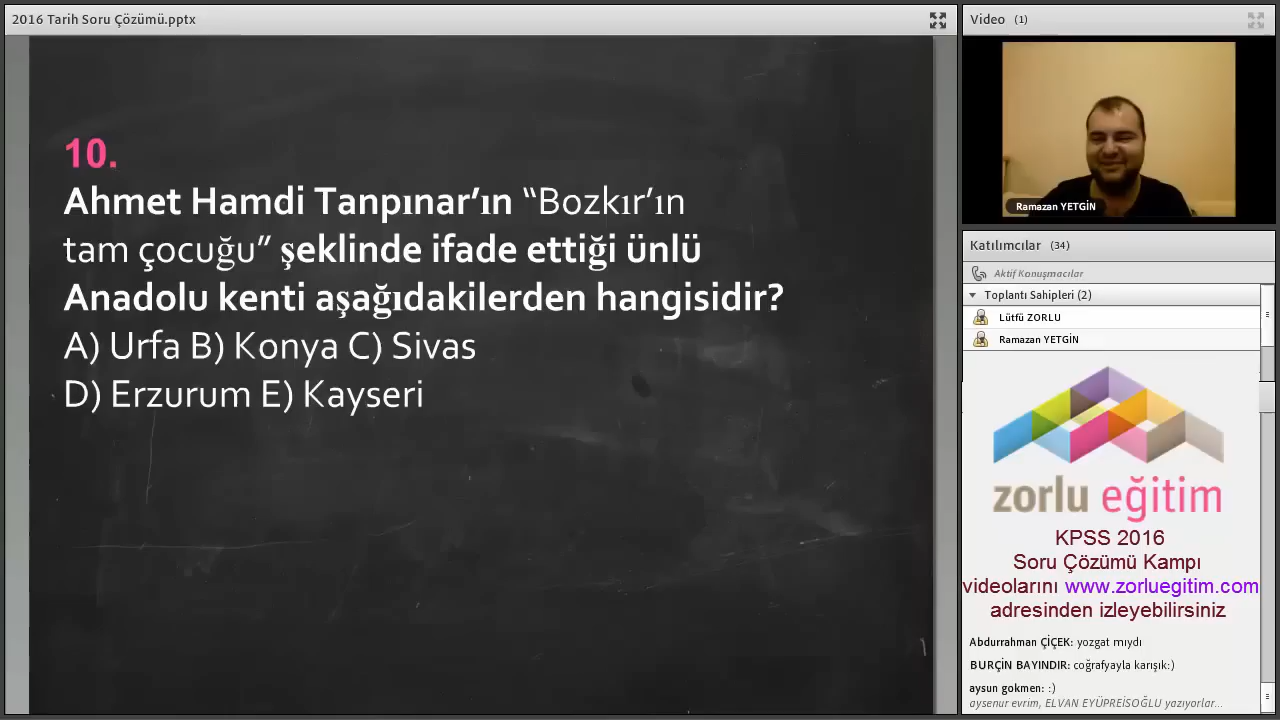 2016 Tarih Soru Çözümü.pptx
10.
Ahmet Hamdi Tanpınar’ın “Bozkır’ın
tam çocuğu” şeklinde ifade ettiği ünlü
Anadolu kenti aşağıdakilerden hangisidir?
A) Urfa B) Konya C) Sivas
D) Erzurum E) Kayseri
Video (1)
Ramazan YETGİN
Katılımcılar (34)
Aktif Konuşmacılar
Toplantı Sahipleri (2)
Lütfü ZORLU
Ramazan YETGİN
zorlu eğitim
KPSS 2016
Soru Çözümü Kampı
videolarını www.zorluegitim.com
adresinden izleyebilirsiniz
Abdurrahman ÇİÇEK: yozgat mıydı
BURÇİN BAYINDIR: coğrafyayla karışık:)
aysun gokmen: :)
aysenur evrim, ELVAN EYÜPREİSOĞLU yazıyorlar...